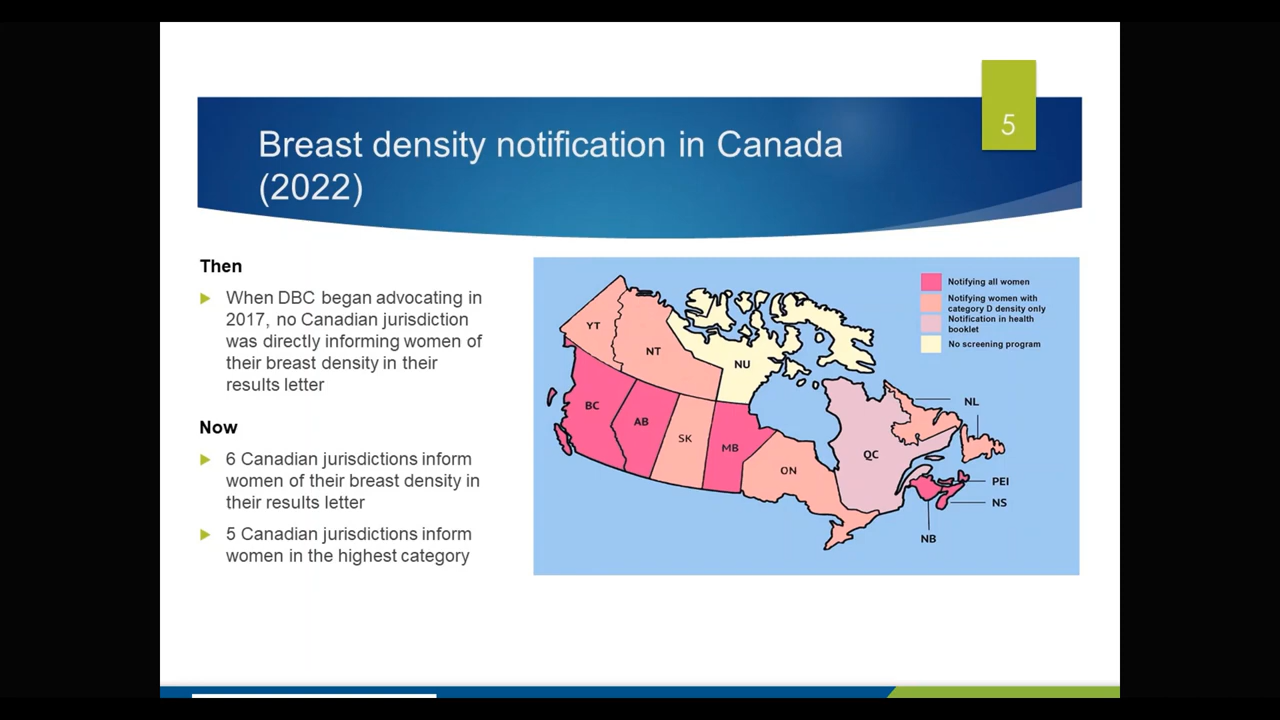 5
Breast density notification in Canada
(2022)
Then
When DBC began advocating in
2017, no Canadian jurisdiction
was directly informing women of
their breast density in their
results letter
Now
6 Canadian jurisdictions inform
women of their breast density in
their results letter
5 Canadian jurisdictions inform
women in the highest category
Notifying all women
Notifying women with
category D density only
Notification in health
booklet
No screening program
YT
NT
NU
BC
AB
SK
MB
ON
QC
NL
PEI
NS
NB